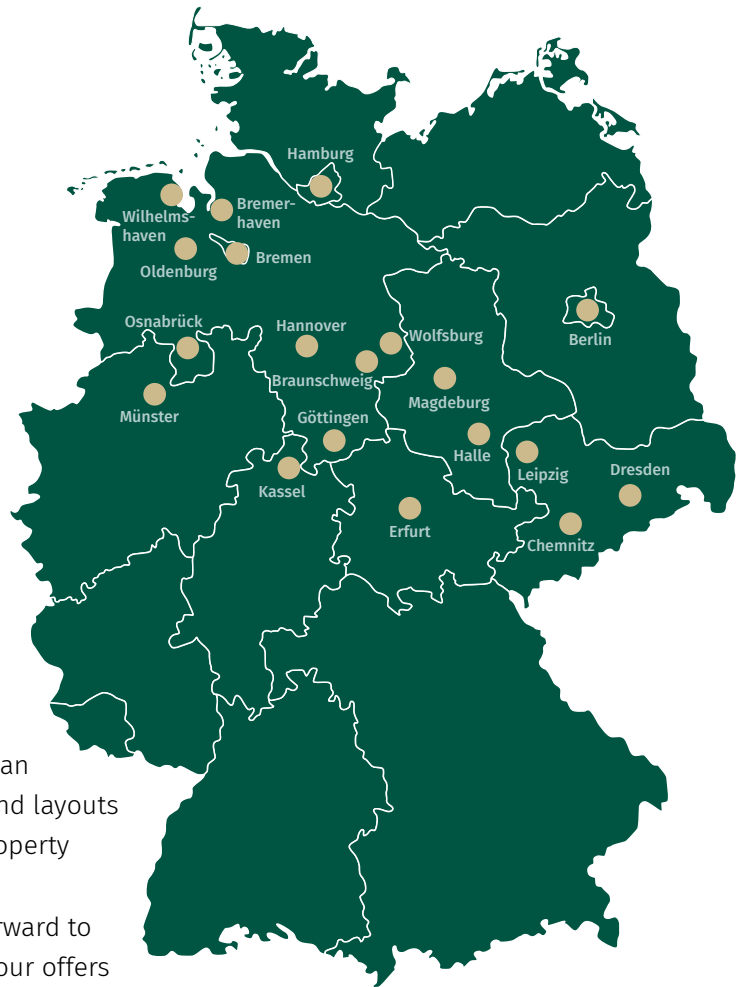 Hamburg
Bremer-
haven
Wilhelms-
haven
Bremen
Oldenburg
Osnabrück
Hannover
Wolfsburg
Berlin
Braunschweig
Magdeburg
Münster
Göttingen
Halle
Leipzig
Dresden
Kassel
Erfurt
Chemnitz
an
nd layouts
operty
rward to
our offers